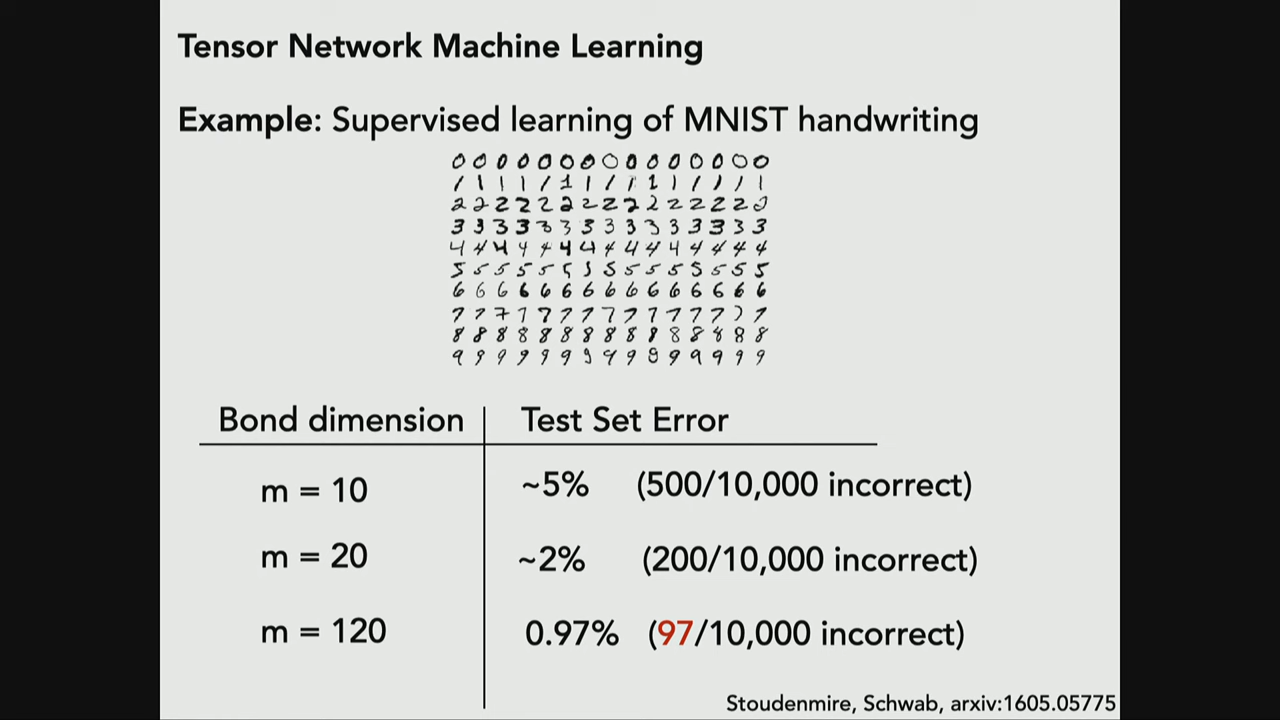 Tensor Network Machine Learning
Example: Supervised learning of MNIST handwriting
0 0 0 0 0 0 0 0 0 0 0 0 0 0 0
1 1 1 1 1 1 1 1 1 1 1 1 1 1 1
2 2 2 2 2 2 2 2 2 2 2 2 2 2 2
3 3 3 3 3 3 3 3 3 3 3 3 3 3 3
4 4 4 4 4 4 4 4 4 4 4 4 4 4 4
5 5 5 5 5 5 5 5 5 5 5 5 5 5 5
6 6 6 6 6 6 6 6 6 6 6 6 6 6 6
7 7 7 7 7 7 7 7 7 7 7 7 7 7 7
8 8 8 8 8 8 8 8 8 8 8 8 8 8 8
9 9 9 9 9 9 9 9 9 9 9 9 9 9 9
Bond dimension Test Set Error
m = 10 ~5% (500/10,000 incorrect)
m = 20 ~2% (200/10,000 incorrect)
m = 120 0.97% (97/10,000 incorrect)
Stoudenmire, Schwab, arxiv:1605.05775